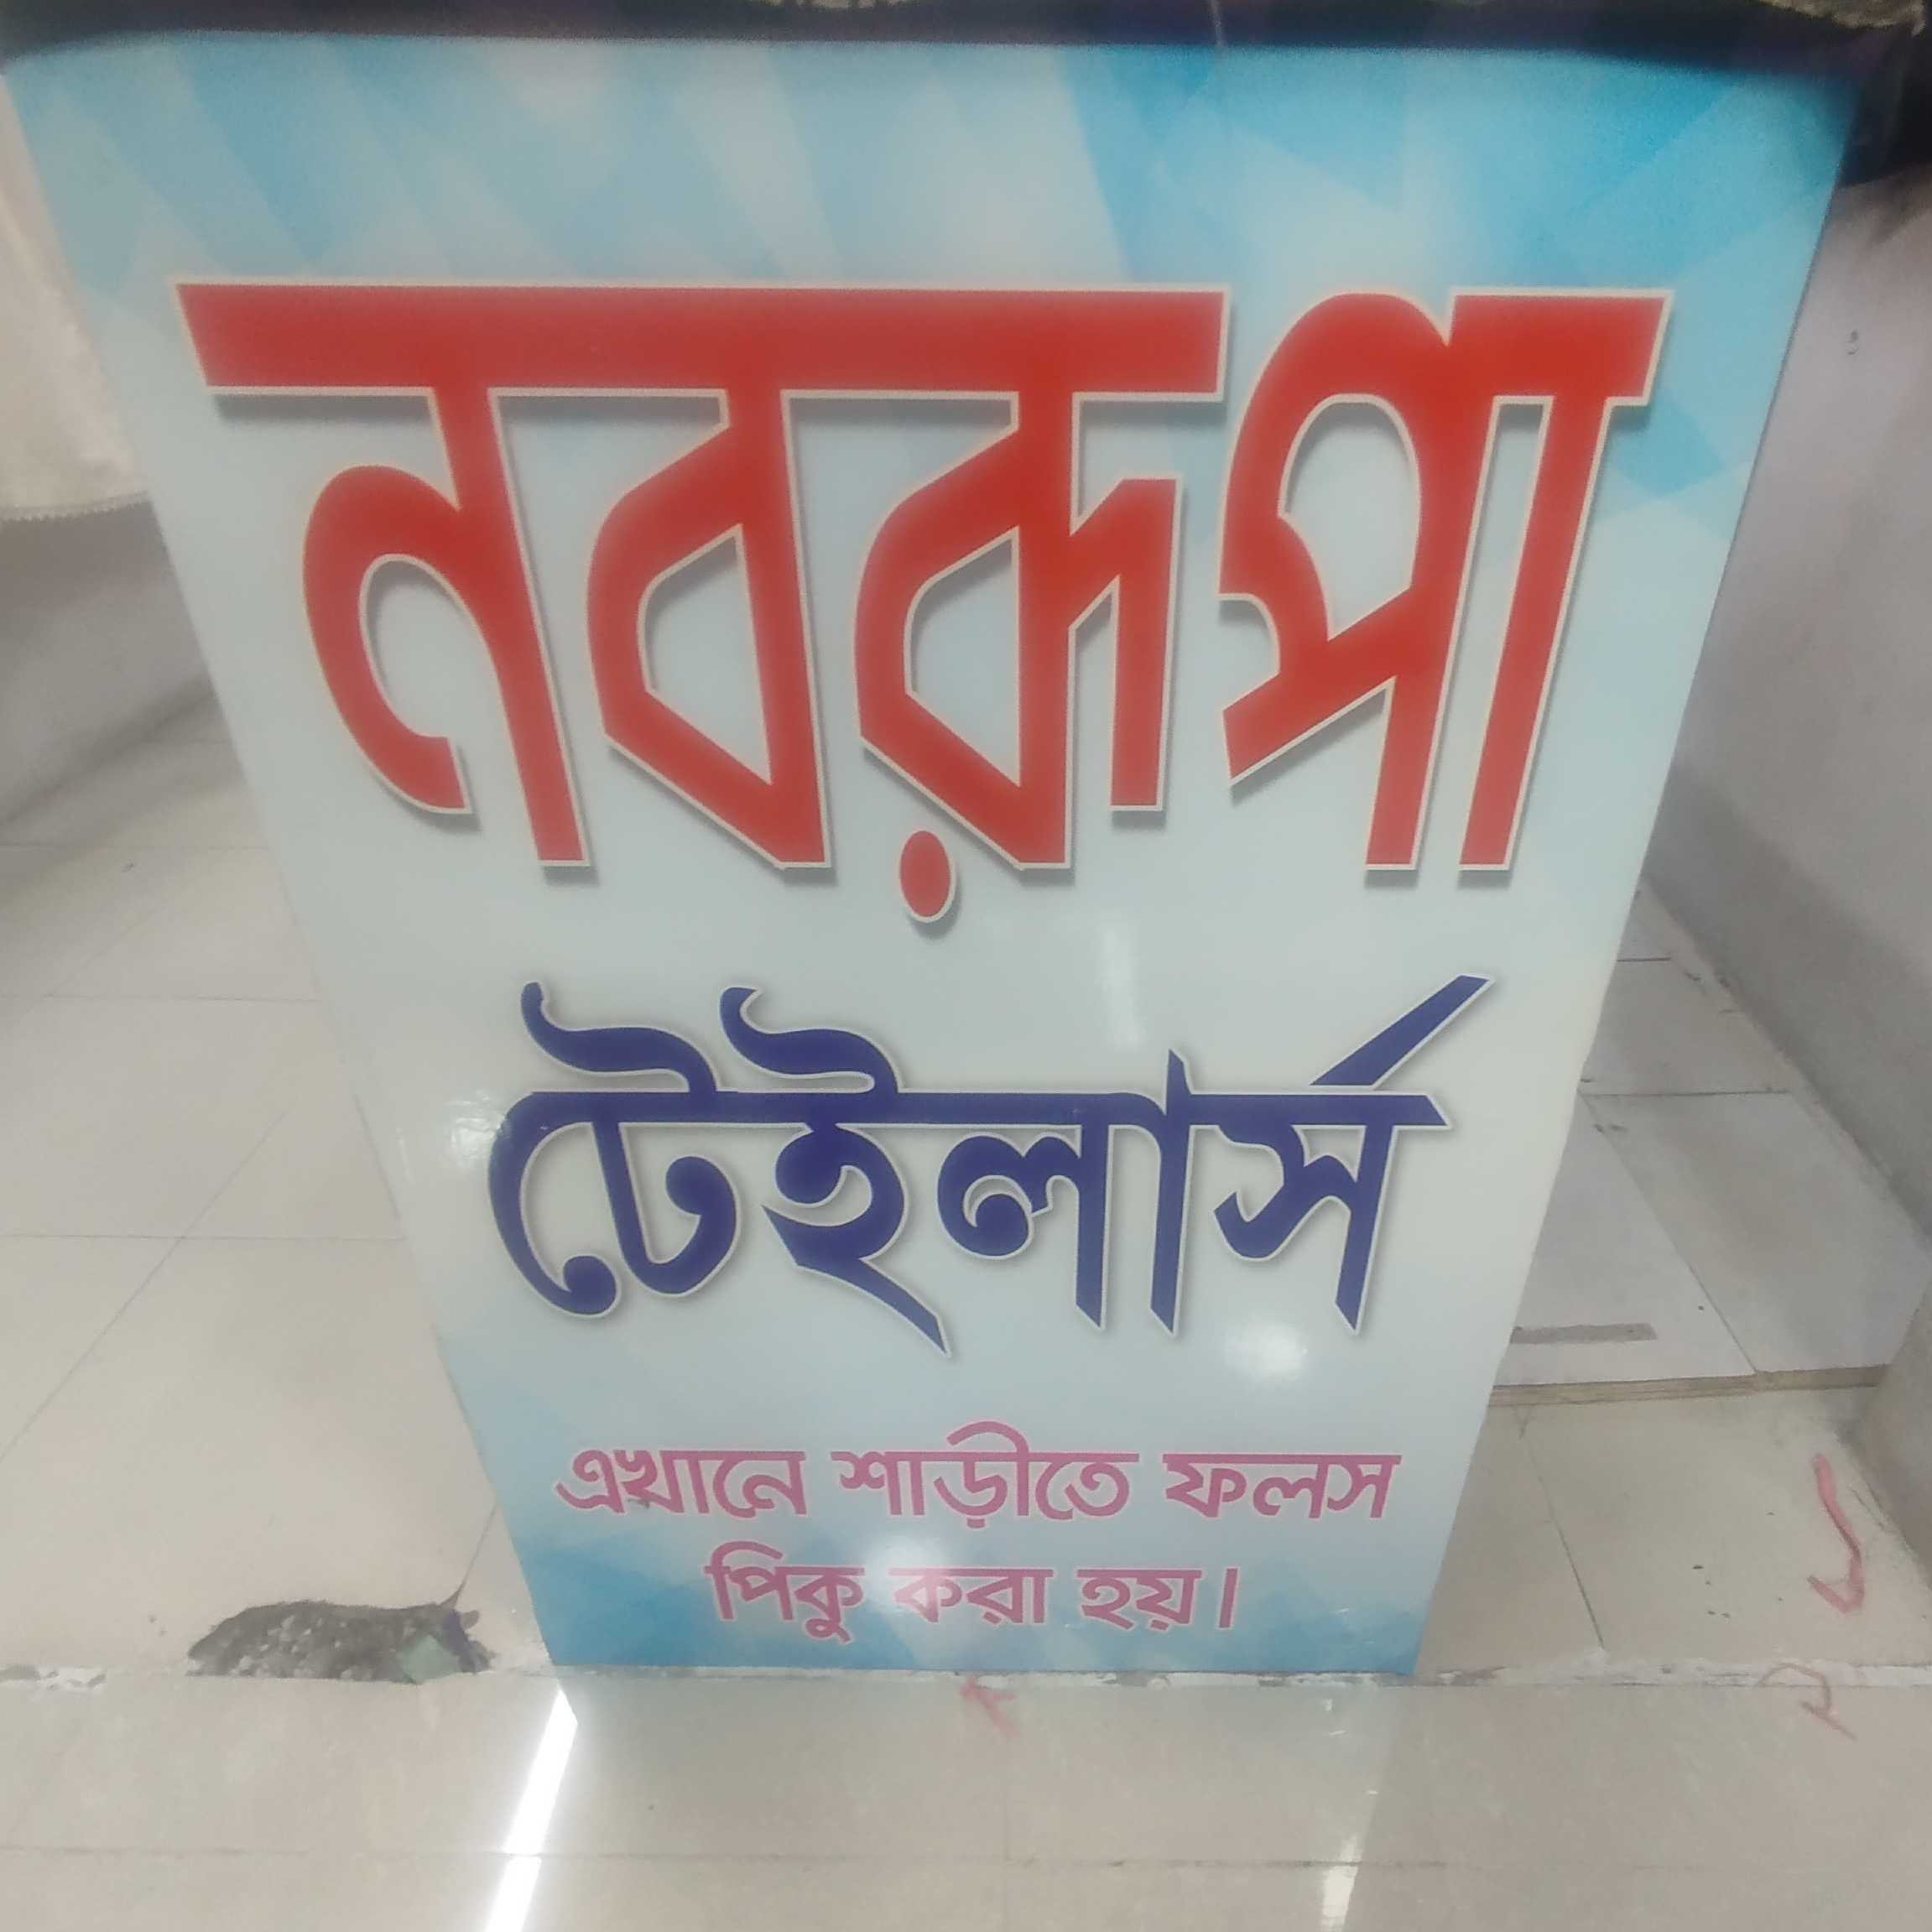 নবরূপা
টেইলার্স
এখানে শাড়ীতে ফলস
পিকু করা হয়।